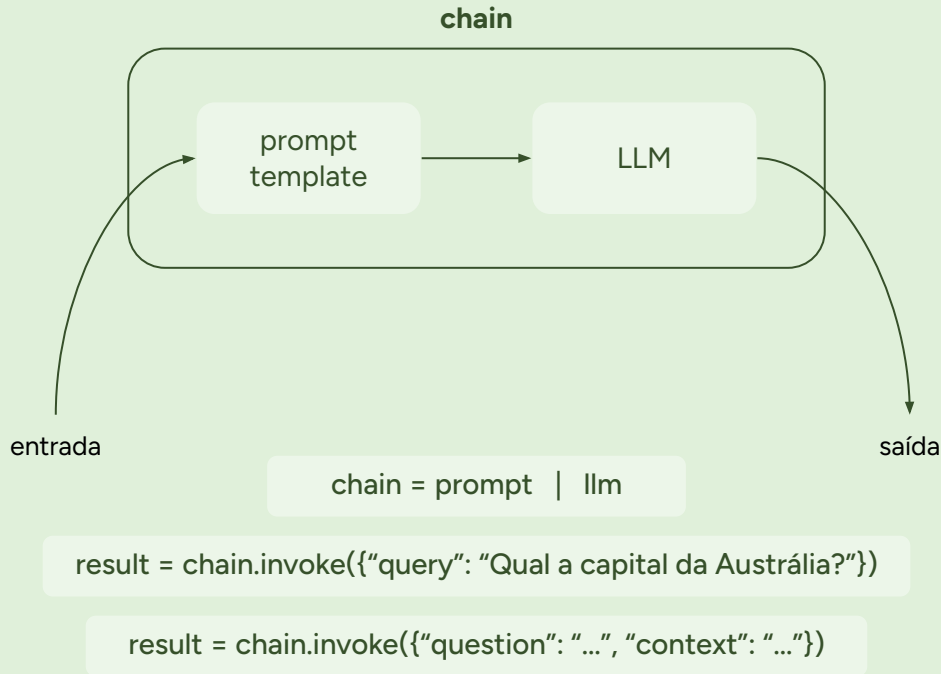 chain
prompt
template
LLM
entrada
saída
chain = prompt | llm
result = chain.invoke({“query”: “Qual a capital da Austrália?”})
result = chain.invoke({“question”: “...”, “context”: “...”})